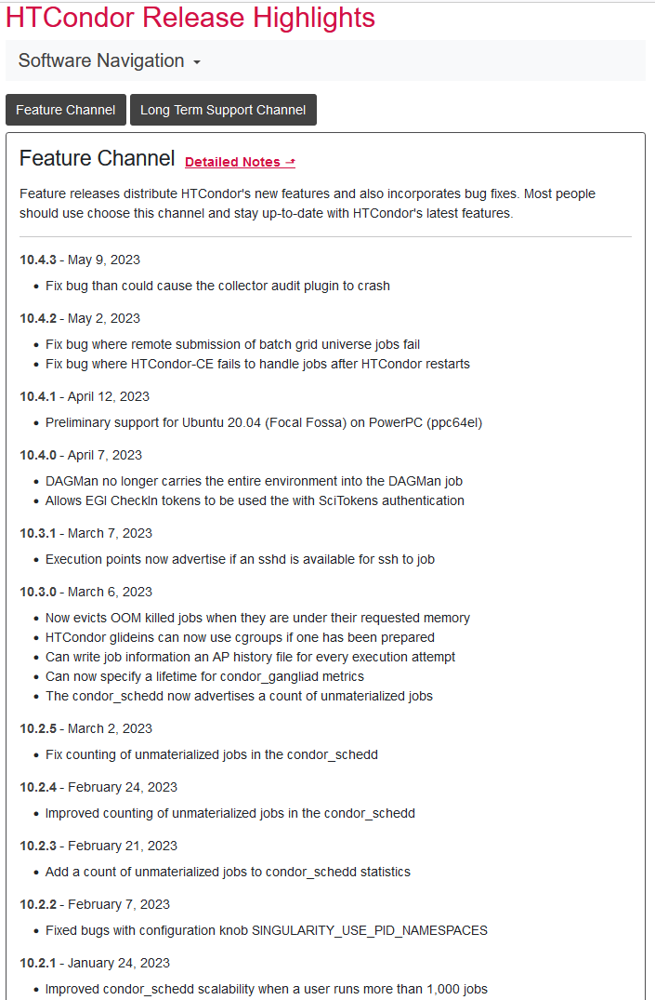 HTCondor Release Highlights
Software Navigation
Feature Channel
Long Term Support Channel
Feature Channel Detailed Notes
Feature releases distribute HTCondor's new features and also incorporates bug fixes. Most people
should use choose this channel and stay up-to-date with HTCondor's latest features.
10.4.3 - May 9, 2023
• Fix bug than could cause the collector audit plugin to crash
10.4.2 - May 2, 2023
• Fix bug where remote submission of batch grid universe jobs fail
• Fix bug where HTCondor-CE fails to handle jobs after HTCondor restarts
10.4.1 - April 12, 2023
• Preliminary support for Ubuntu 20.04 (Focal Fossa) on PowerPC (ppc64el)
10.4.0 - April 7, 2023
• DAGMan no longer carries the entire environment into the DAGMan job
• Allows EGI CheckIn tokens to be used the with SciTokens authentication
10.3.1 - March 7, 2023
• Execution points now advertise if an sshd is available for ssh to job
10.3.0 - March 6, 2023
• Now evicts OOM killed jobs when they are under their requested memory
• HTCondor glideins can now use cgroups if one has been prepared
• Can write job information an AP history file for every execution attempt
• Can now specify a lifetime for condor_gangliad metrics
• The condor_schedd now advertises a count of unmaterialized jobs
10.2.5 - March 2, 2023
• Fix counting of unmaterialized jobs in the condor_schedd
10.2.4 - February 24, 2023
• Improved counting of unmaterialized jobs in the condor_schedd
10.2.3 - February 21, 2023
• Add a count of unmaterialized jobs to condor_schedd statistics
10.2.2 - February 7, 2023
• Fixed bugs with configuration knob SINGULARITY_USE_PID_NAMESPACES
10.2.1 - January 24, 2023
• Improved condor_schedd scalability when a user runs more than 1,000 jobs